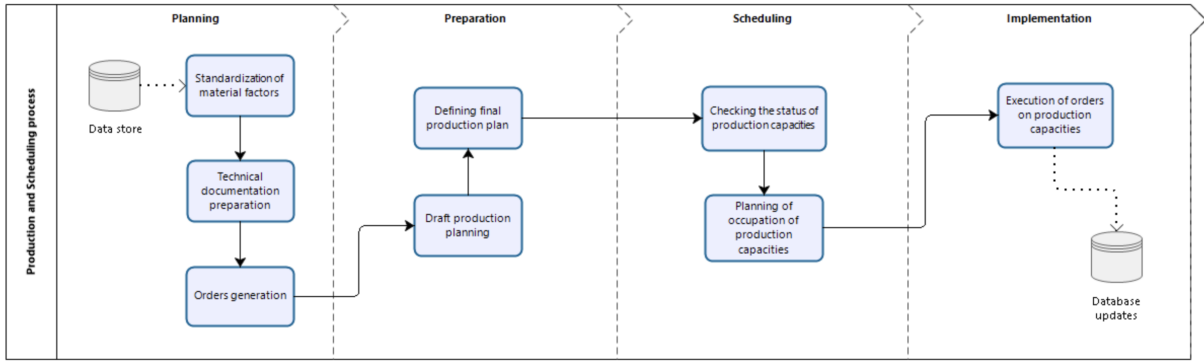 Production and Scheduling process
Planning
Preparation
Scheduling
Implementation
Data store
Standardization of
material factors
Technical
documentation
preparation
Orders generation
Defining final
production plan
Draft production
planning
Checking the status of
production capacities
Planning of
occupation of
production
capacities
Execution of orders
on production
capacities
Database
updates